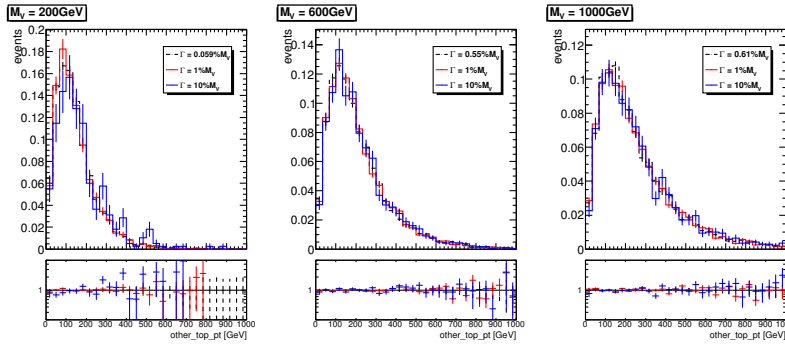 M_V = 200GeV
events
0.2
0.18
0.16
0.14
0.12
0.1
0.08
0.06
0.04
0.02
0
Γ = 0.059%M_V
Γ = 1%M_V
Γ = 10%M_V
1
0 100 200 300 400 500 600 700 800 900 1000
other_top_pt [GeV]
M_V = 600GeV
events
0.14
0.12
0.1
0.08
0.06
0.04
0.02
0
Γ = 0.55%M_V
Γ = 1%M_V
Γ = 10%M_V
1
0 100 200 300 400 500 600 700 800 900 1000
other_top_pt [GeV]
M_V = 1000GeV
events
0.12
0.1
0.08
0.06
0.04
0.02
0
Γ = 0.61%M_V
Γ = 1%M_V
Γ = 10%M_V
1
0 100 200 300 400 500 600 700 800 900 1000
other_top_pt [GeV]